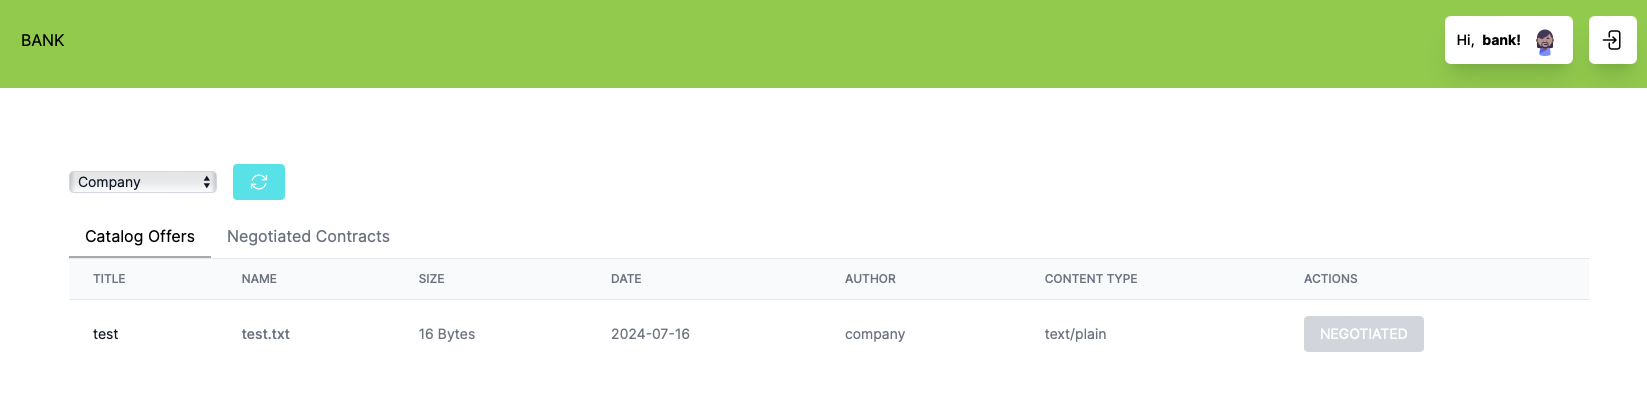 BANK
Hi, bank!
Company
Catalog Offers Negotiated Contracts
TITLE NAME SIZE DATE AUTHOR CONTENT TYPE ACTIONS
test test.txt 16 Bytes 2024-07-16 company text/plain NEGOTIATED